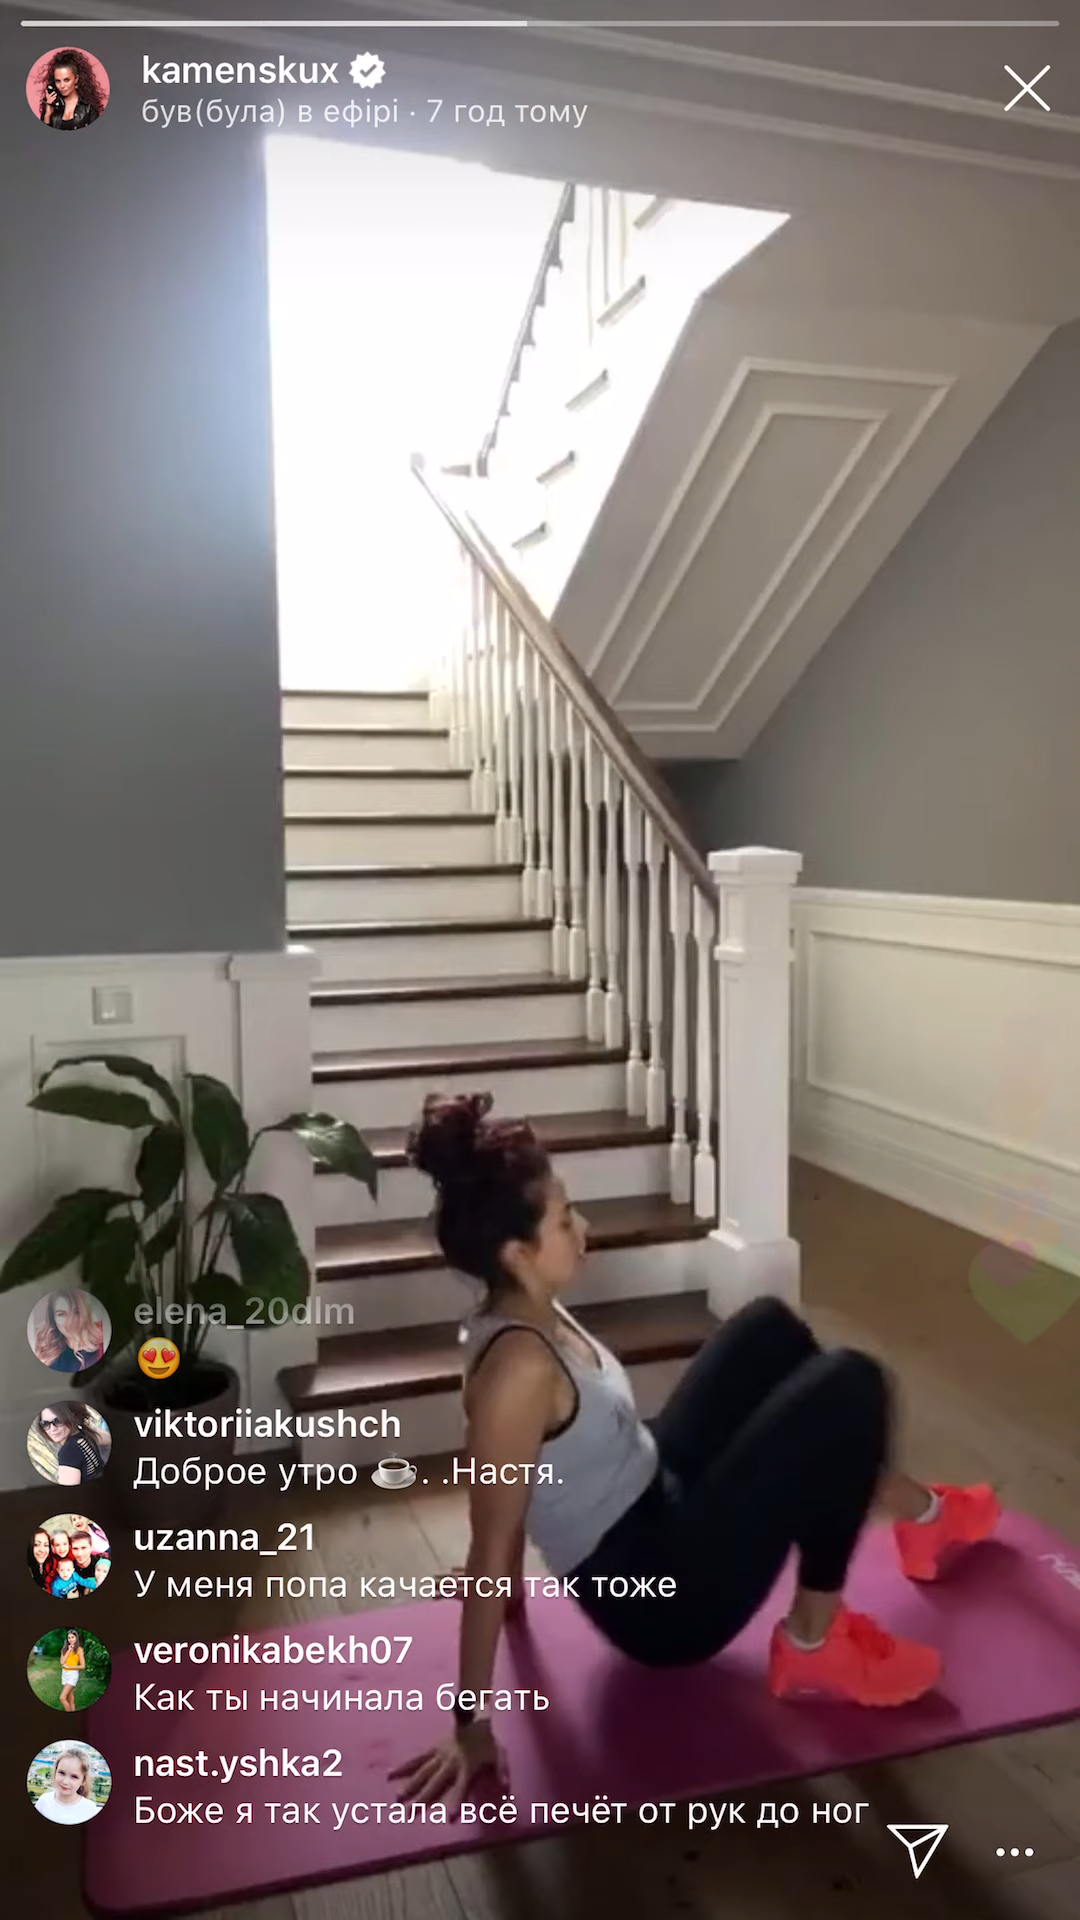 kamenskux
був(була) в ефірі · 7 год тому
elena_20dlm
😍
viktoriiakushch
Доброе утро ☕. .Настя.
uzanna_21
У меня попа качается так тоже
veronikabekh07
Как ты начинала бегать
nast.yshka2
Боже я так устала всё печёт от рук до ног